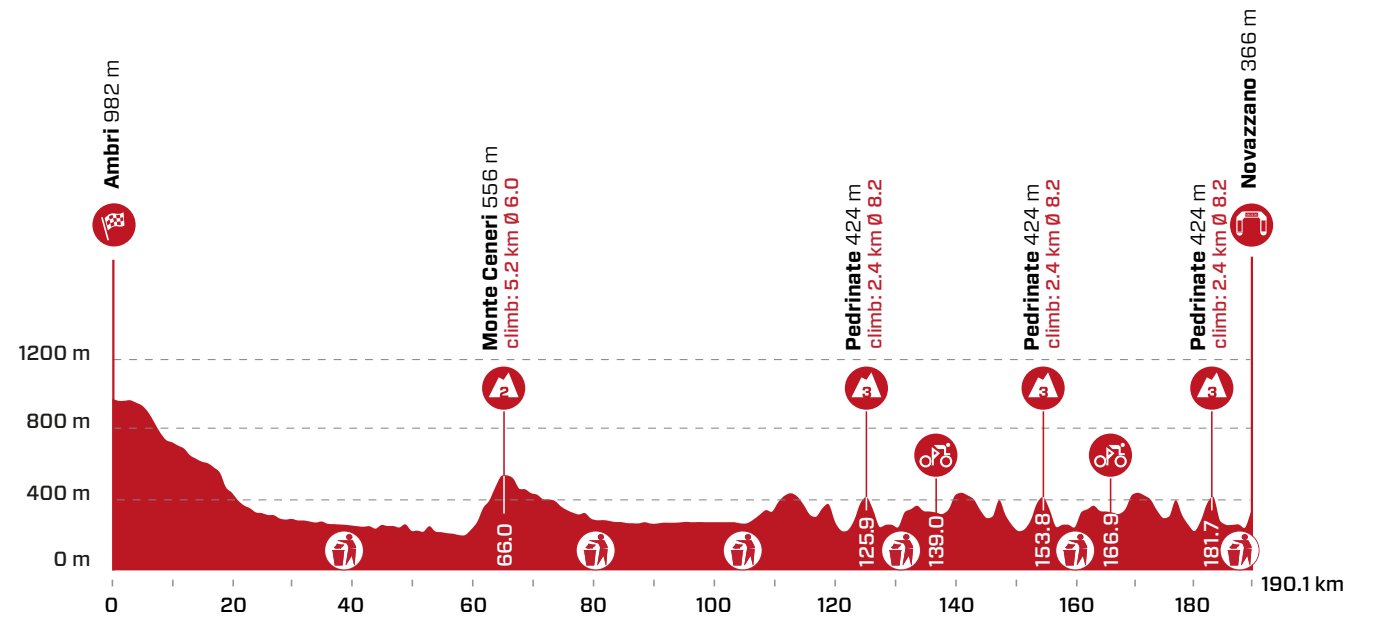 Ambri 982 m
Monte Ceneri 556 m
climb: 5.2 km Ø 6.0
Pedrinate 424 m
climb: 2.4 km Ø 8.2
Pedrinate 424 m
climb: 2.4 km Ø 8.2
Pedrinate 424 m
climb: 2.4 km Ø 8.2
Novazzano 366 m
1200 m
800 m
400 m
0 m
2
3
3
3
66.0
125.9
139.0
153.8
166.9
181.7
0 20 40 60 80 100 120 140 160 180
190.1 km